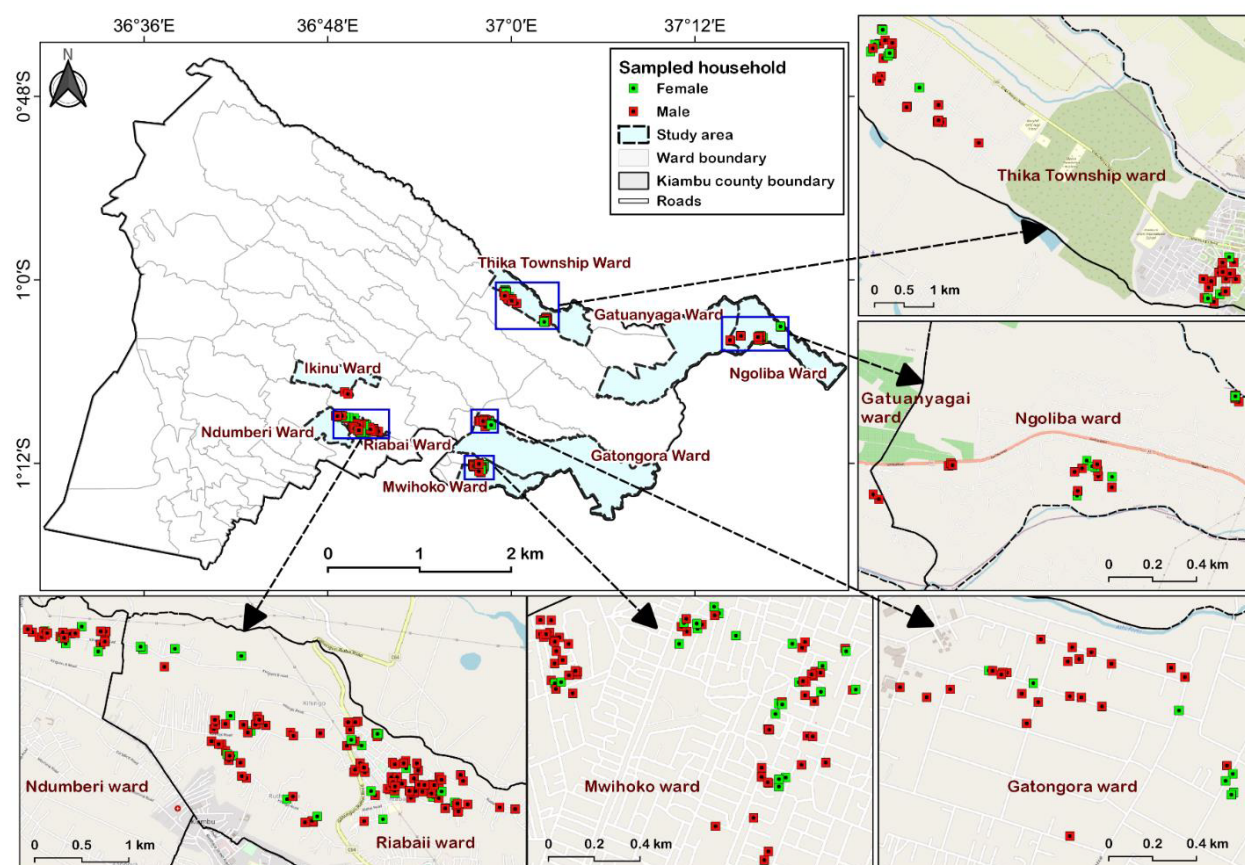 36°36'E
36°48'E
37°0'E
37°12'E
N
0°48'S
1°0'S
1°12'S
Sampled household
Female
Male
Study area
Ward boundary
Kiambu county boundary
Roads
Thika Township Ward
Gatuanyaga Ward
Ngoliba Ward
Ikinu Ward
Ndumberi Ward
Riabai Ward
Gatongora Ward
Mwihoko Ward
0 1 2 km
Thika Township ward
0 0.5 1 km
Gatuanyagai
ward
Ngoliba ward
0 0.2 0.4 km
Ndumberi ward
Kiambu
Riabaii ward
0 0.5 1 km
Mwihoko ward
0 0.2 0.4 km
Gatongora ward
0 0.2 0.4 km